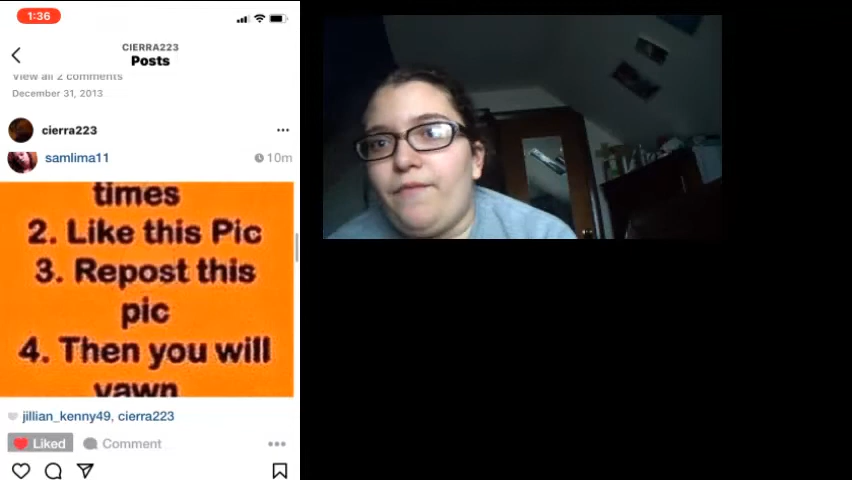 1:36
CIERRA223
Posts
View all 2 comments
December 31, 2013
cierra223
samlima11
10m
times
2. Like this Pic
3. Repost this
pic
4. Then you will
yawn
jillian_kenny49, cierra223
Liked Comment